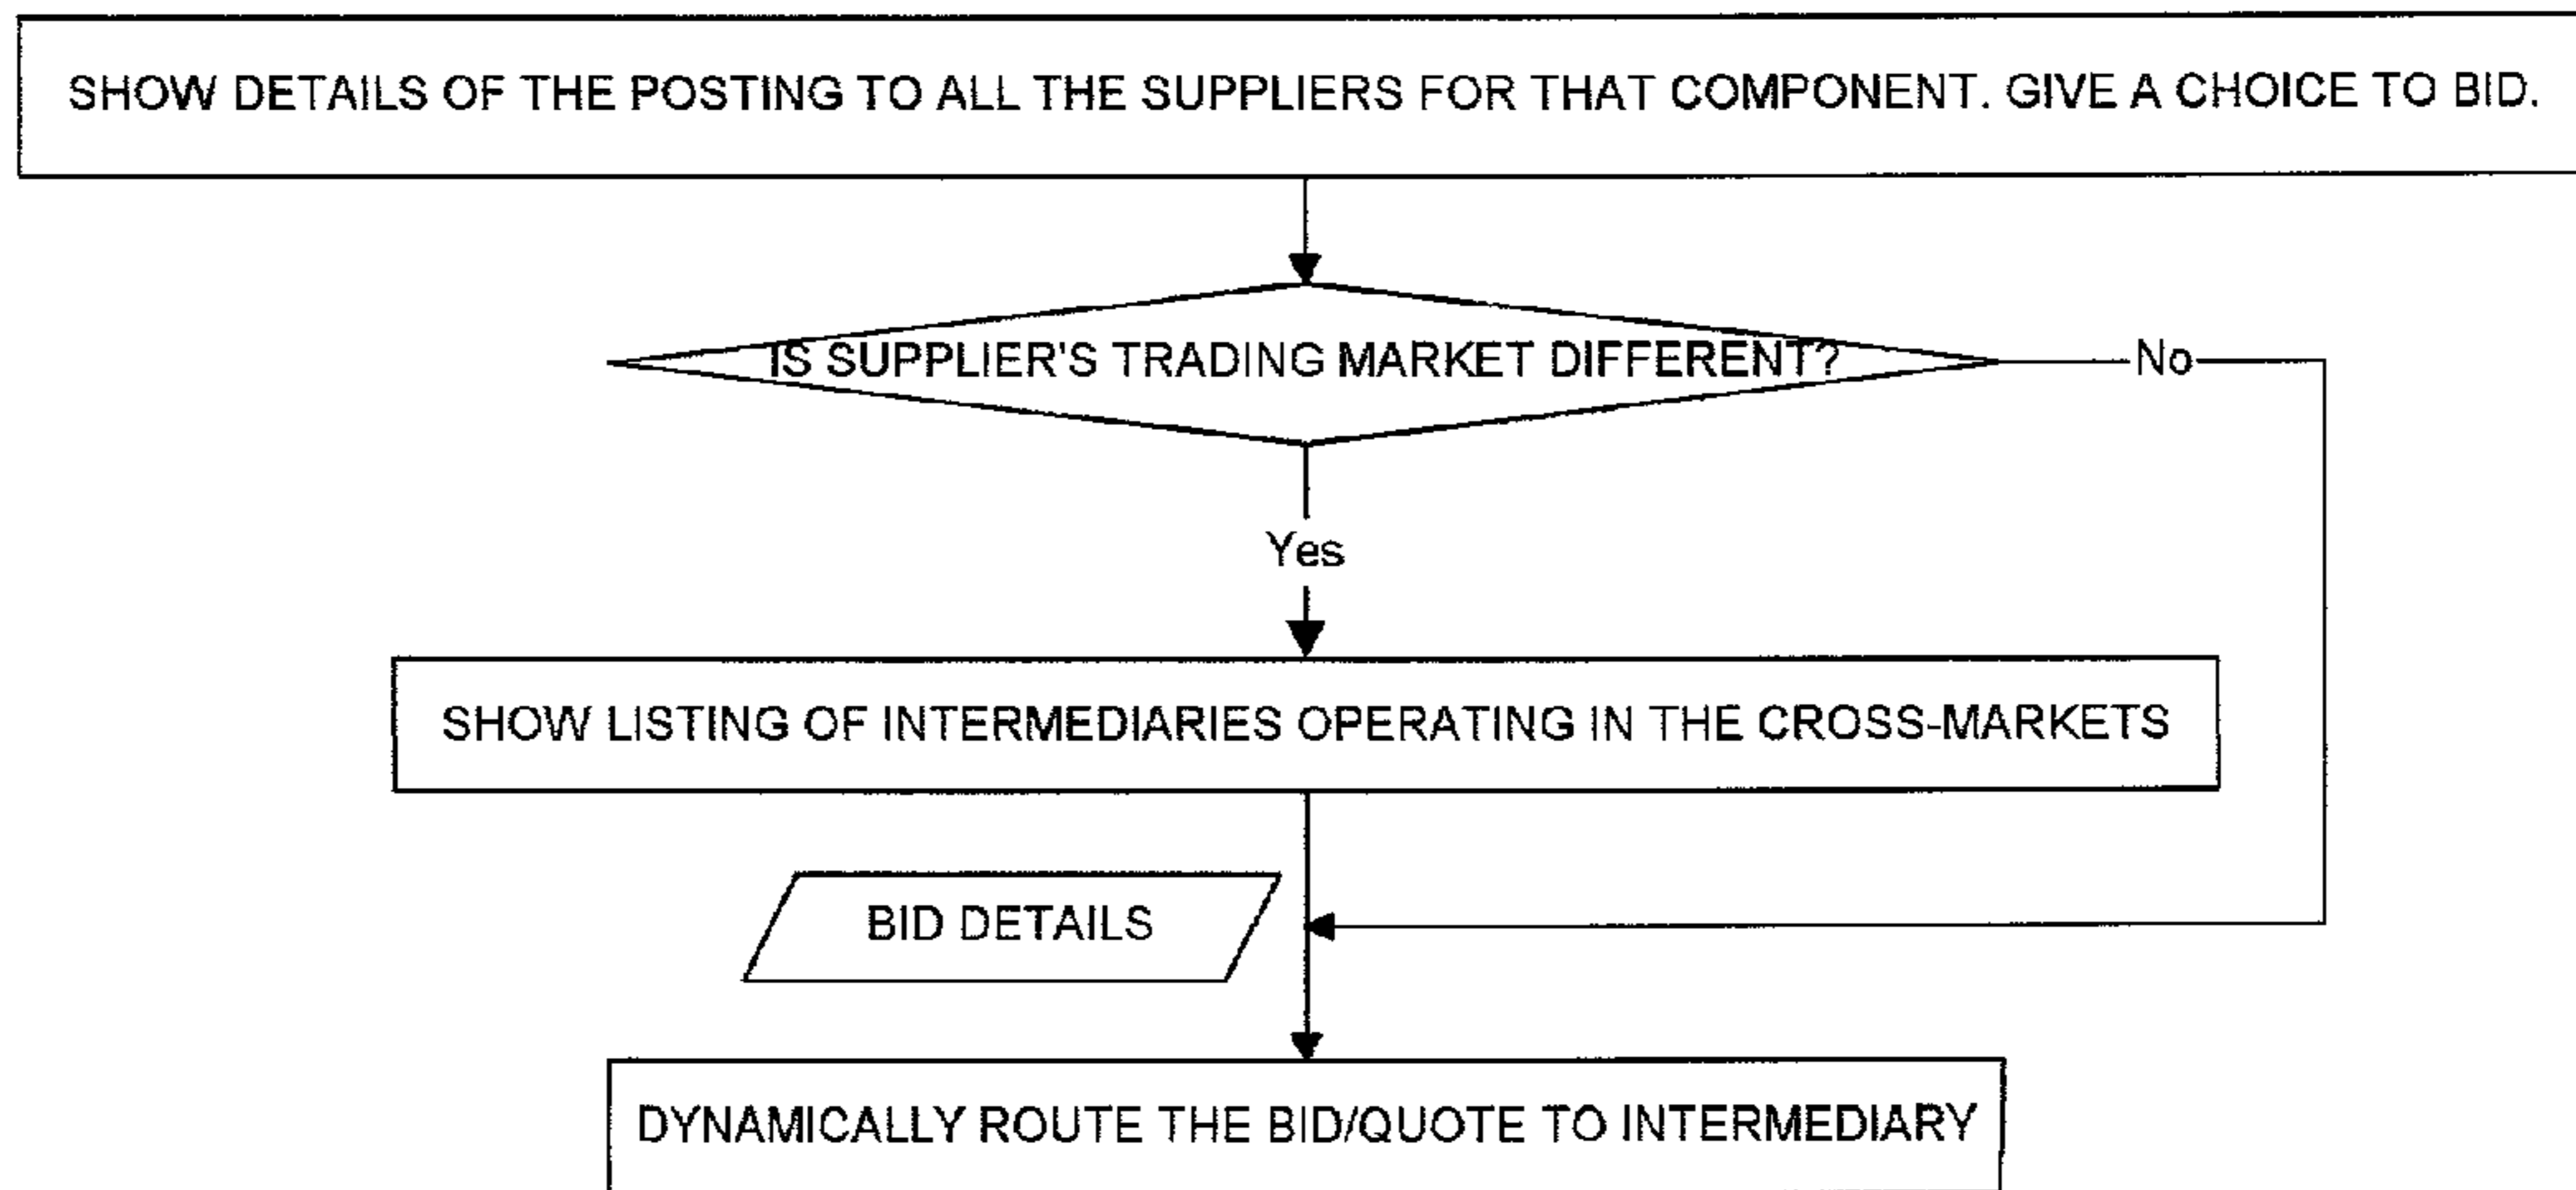 SHOW DETAILS OF THE POSTING TO ALL THE SUPPLIERS FOR THAT COMPONENT. GIVE A CHOICE TO BID.
IS SUPPLIER'S TRADING MARKET DIFFERENT?
No
Yes
SHOW LISTING OF INTERMEDIARIES OPERATING IN THE CROSS-MARKETS
BID DETAILS
DYNAMICALLY ROUTE THE BID/QUOTE TO INTERMEDIARY